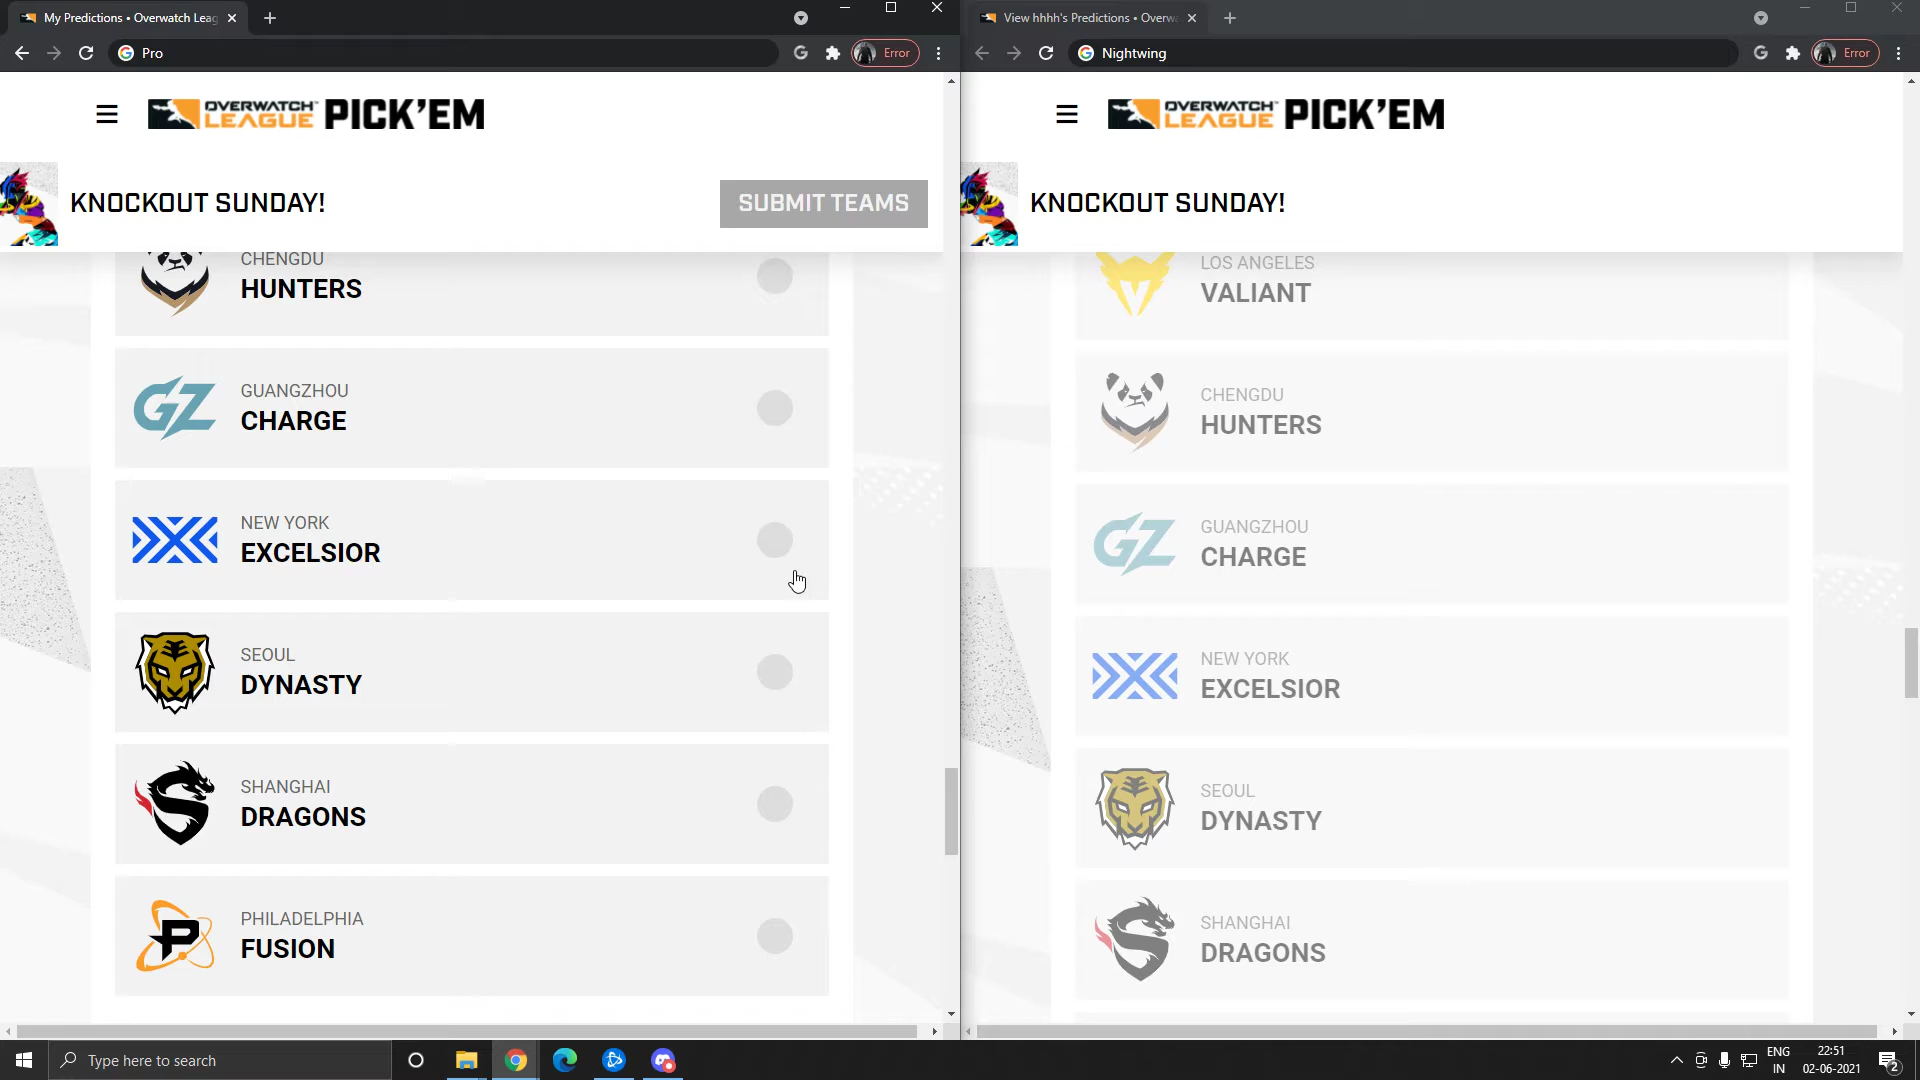 My Predictions • Overwatch Leag
View hhhh's Predictions • Overwa
Pro
Error
Nightwing
Error
OVERWATCH LEAGUE PICK'EM
KNOCKOUT SUNDAY!
SUBMIT TEAMS
CHENGDU
HUNTERS
GUANGZHOU
CHARGE
NEW YORK
EXCELSIOR
SEOUL
DYNASTY
SHANGHAI
DRAGONS
PHILADELPHIA
FUSION
OVERWATCH LEAGUE PICK'EM
KNOCKOUT SUNDAY!
LOS ANGELES
VALIANT
CHENGDU
HUNTERS
GUANGZHOU
CHARGE
NEW YORK
EXCELSIOR
SEOUL
DYNASTY
SHANGHAI
DRAGONS
Type here to search
ENG
IN
22:51
02-06-2021
2